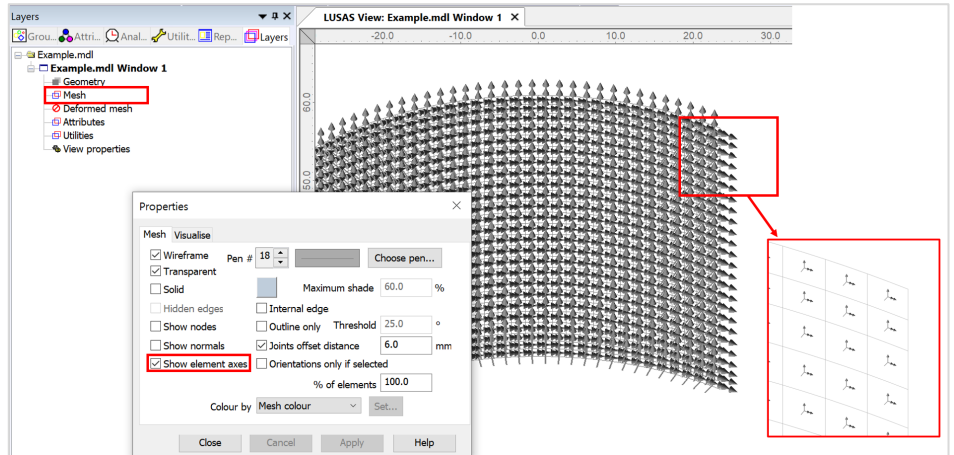 Layers
LUSAS View: Example.mdl Window 1
Grou... Attri... Anal... Utilit... Rep... Layers
-20.0 -10.0 0.0 10.0 20.0 30.0
Example.mdl
Example.mdl Window 1
Geometry
Mesh
Deformed mesh
Attributes
Utilities
View properties
60.0
50.0
Properties
Mesh Visualise
Wireframe Pen # 18 Choose pen...
Transparent
Solid Maximum shade 60.0 %
Hidden edges Internal edge
Show nodes Outline only Threshold 25.0 °
Show normals Joints offset distance 6.0 mm
Show element axes Orientations only if selected
% of elements 100.0
Colour by Mesh colour Set...
Close Cancel Apply Help